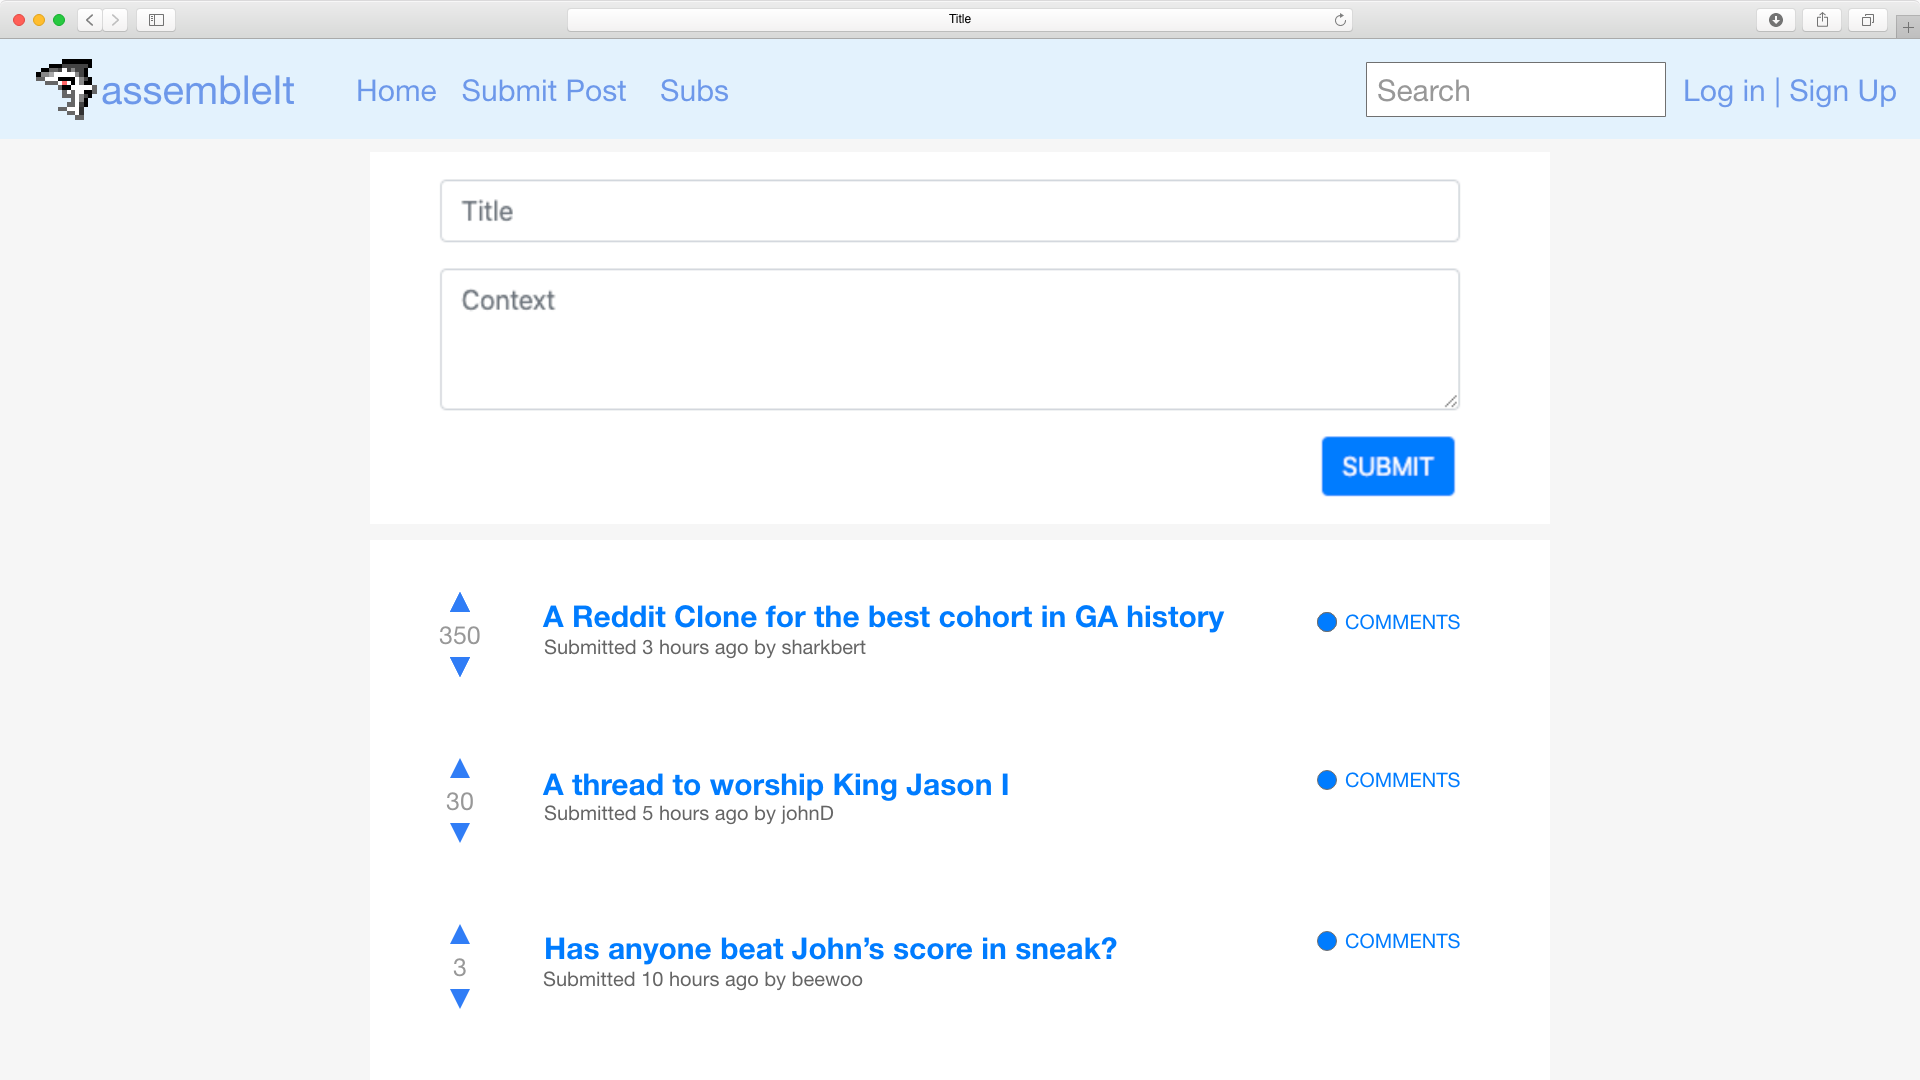 Title
assembleIt Home Submit Post Subs Search Log in | Sign Up
Title
Context
SUBMIT
350
A Reddit Clone for the best cohort in GA history
Submitted 3 hours ago by sharkbert
COMMENTS
30
A thread to worship King Jason I
Submitted 5 hours ago by johnD
COMMENTS
3
Has anyone beat John’s score in sneak?
Submitted 10 hours ago by beewoo
COMMENTS